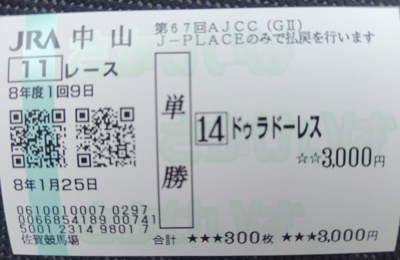 JRA 中山 第67回AJCC(GⅡ)
J-PLACEのみで払戻を行います
11 レース
8年度1回9日
単勝
14 ドゥラドーレス
☆☆3,000円
8年1月25日
0610010007 0297
0066854189 00741
5001 2314 9801 7
佐賀競馬場
合計 ★★★300枚 ★★★3,000円